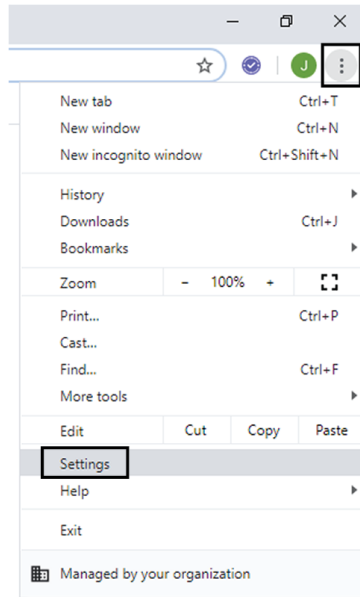 J
New tab Ctrl+T
New window Ctrl+N
New incognito window Ctrl+Shift+N
History
Downloads Ctrl+J
Bookmarks
Zoom - 100% +
Print... Ctrl+P
Cast...
Find... Ctrl+F
More tools
Edit Cut Copy Paste
Settings
Help
Exit
Managed by your organization